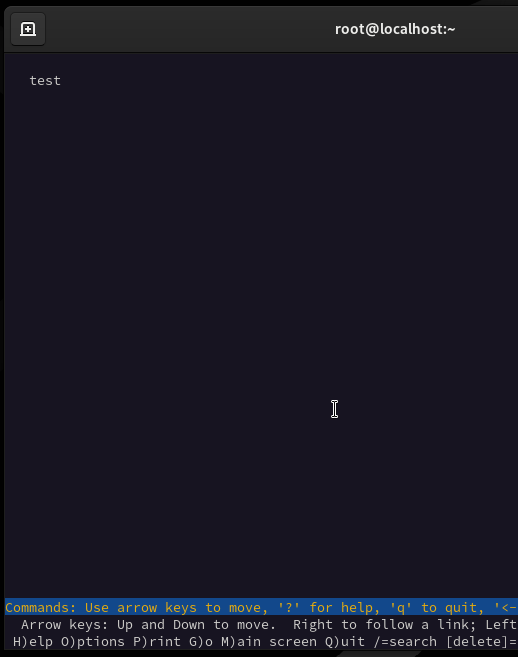 root@localhost:~
test
Commands: Use arrow keys to move, '?' for help, 'q' to quit, '<-
Arrow keys: Up and Down to move.  Right to follow a link; Left
H)elp O)ptions P)rint G)o M)ain screen Q)uit /=search [delete]=